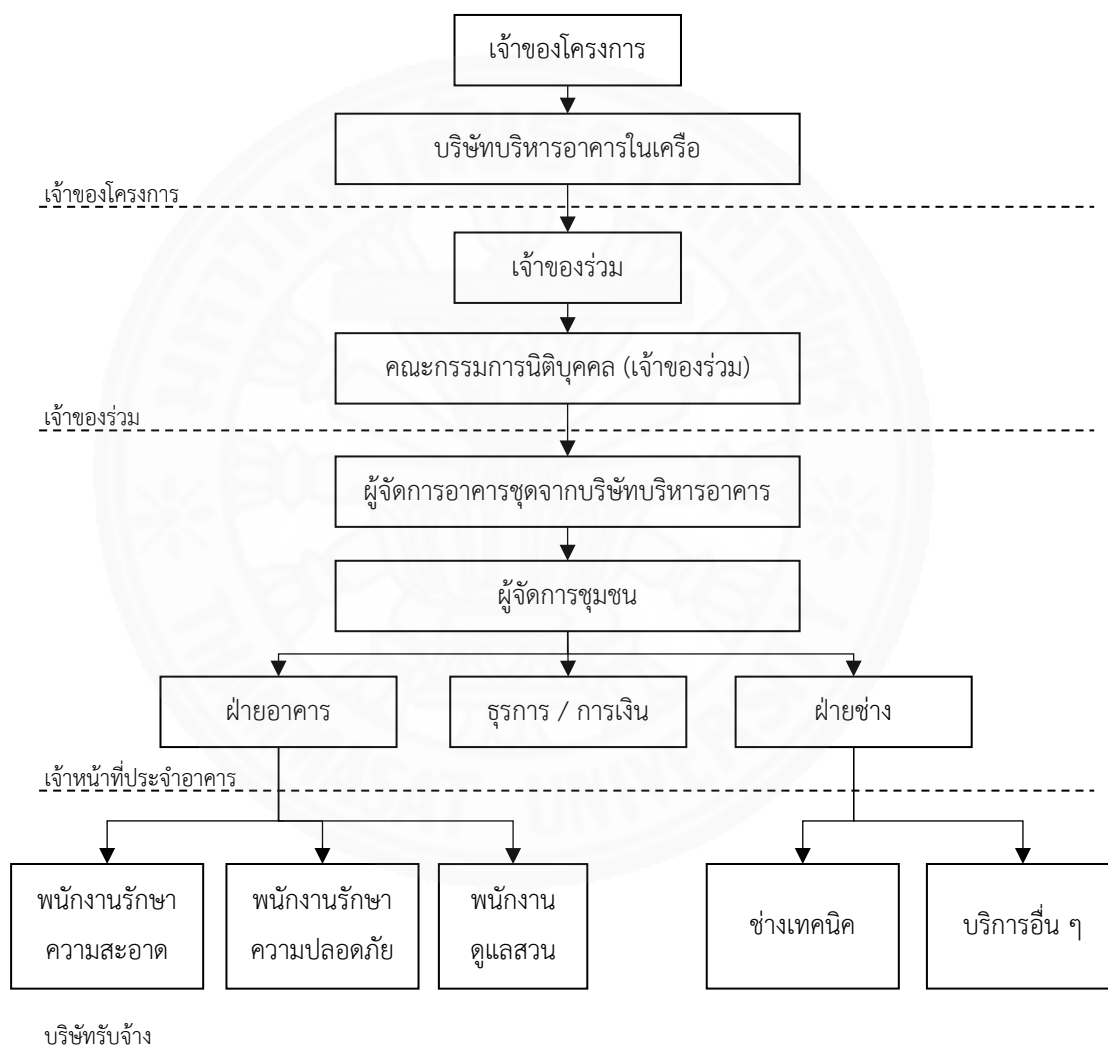 เจ้าของโครงการ
บริษัทบริหารอาคารในเครือ
เจ้าของโครงการ
เจ้าของร่วม
คณะกรรมการนิติบุคคล (เจ้าของร่วม)
เจ้าของร่วม
ผู้จัดการอาคารชุดจากบริษัทบริหารอาคาร
ผู้จัดการชุมชน
ฝ่ายอาคาร
ธุรการ / การเงิน
ฝ่ายช่าง
เจ้าหน้าที่ประจำอาคาร
พนักงานรักษา
ความสะอาด
พนักงานรักษา
ความปลอดภัย
พนักงาน
ดูแลสวน
ช่างเทคนิค
บริการอื่น ๆ
บริษัทรับจ้าง